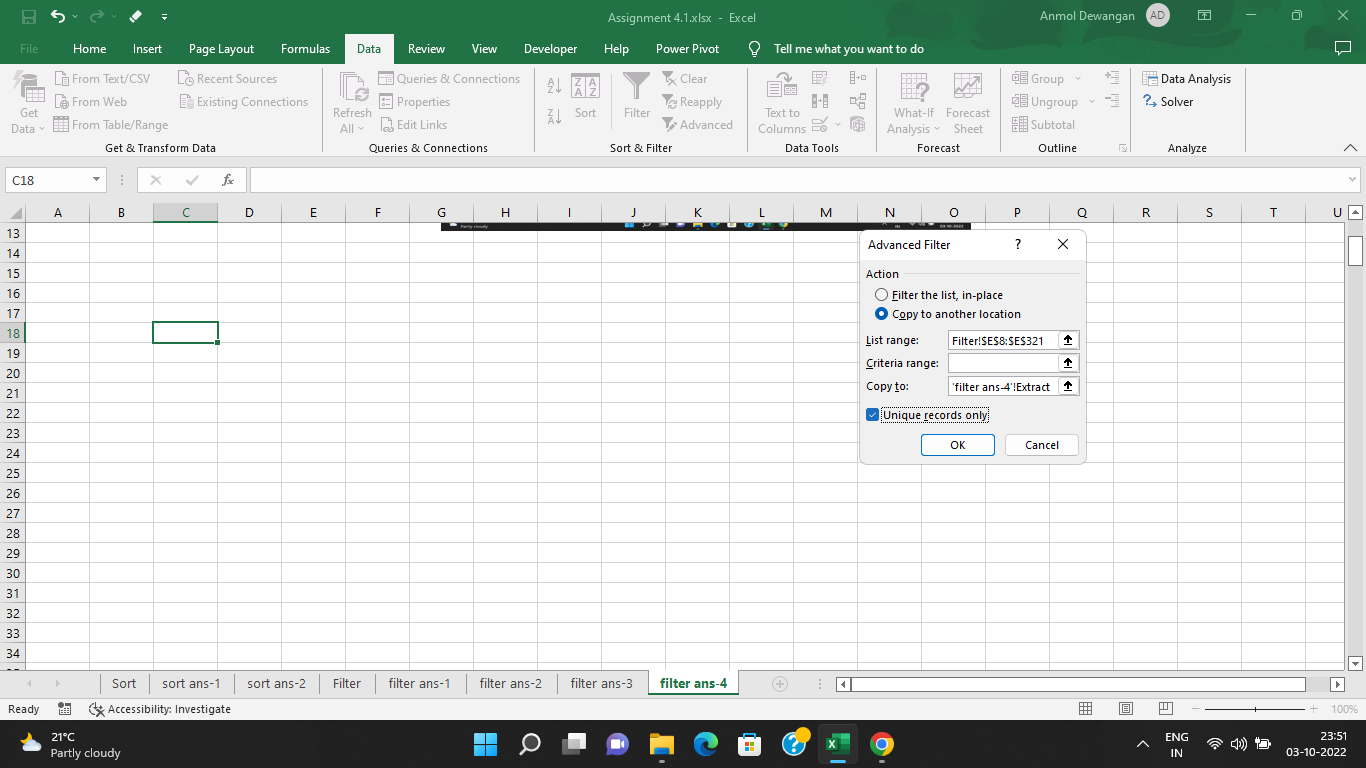 Assignment 4.1.xlsx - Excel
Anmol Dewangan AD
File Home Insert Page Layout Formulas Data Review View Developer Help Power Pivot Tell me what you want to do
Get Data
From Text/CSV
From Web
From Table/Range
Recent Sources
Existing Connections
Get & Transform Data
Refresh All
Queries & Connections
Properties
Edit Links
Queries & Connections
Sort
Filter
Clear
Reapply
Advanced
Sort & Filter
Text to Columns
Data Tools
What-If Analysis
Forecast Sheet
Forecast
Group
Ungroup
Subtotal
Outline
Data Analysis
Solver
Analyze
C18
fx
A B C D E F G H I J K L M N O P Q R S T U
13
14
15
16
17
18
19
20
21
22
23
24
25
26
27
28
29
30
31
32
33
34
Advanced Filter ?
Action
Filter the list, in-place
Copy to another location
List range: Filter!$E$8:$E$321
Criteria range:
Copy to: 'filter ans-4'!Extract
Unique records only
OK Cancel
Sort sort ans-1 sort ans-2 Filter filter ans-1 filter ans-2 filter ans-3 filter ans-4
Ready Accessibility: Investigate 100%
21°C
Partly cloudy
ENG
IN
23:51
03-10-2022